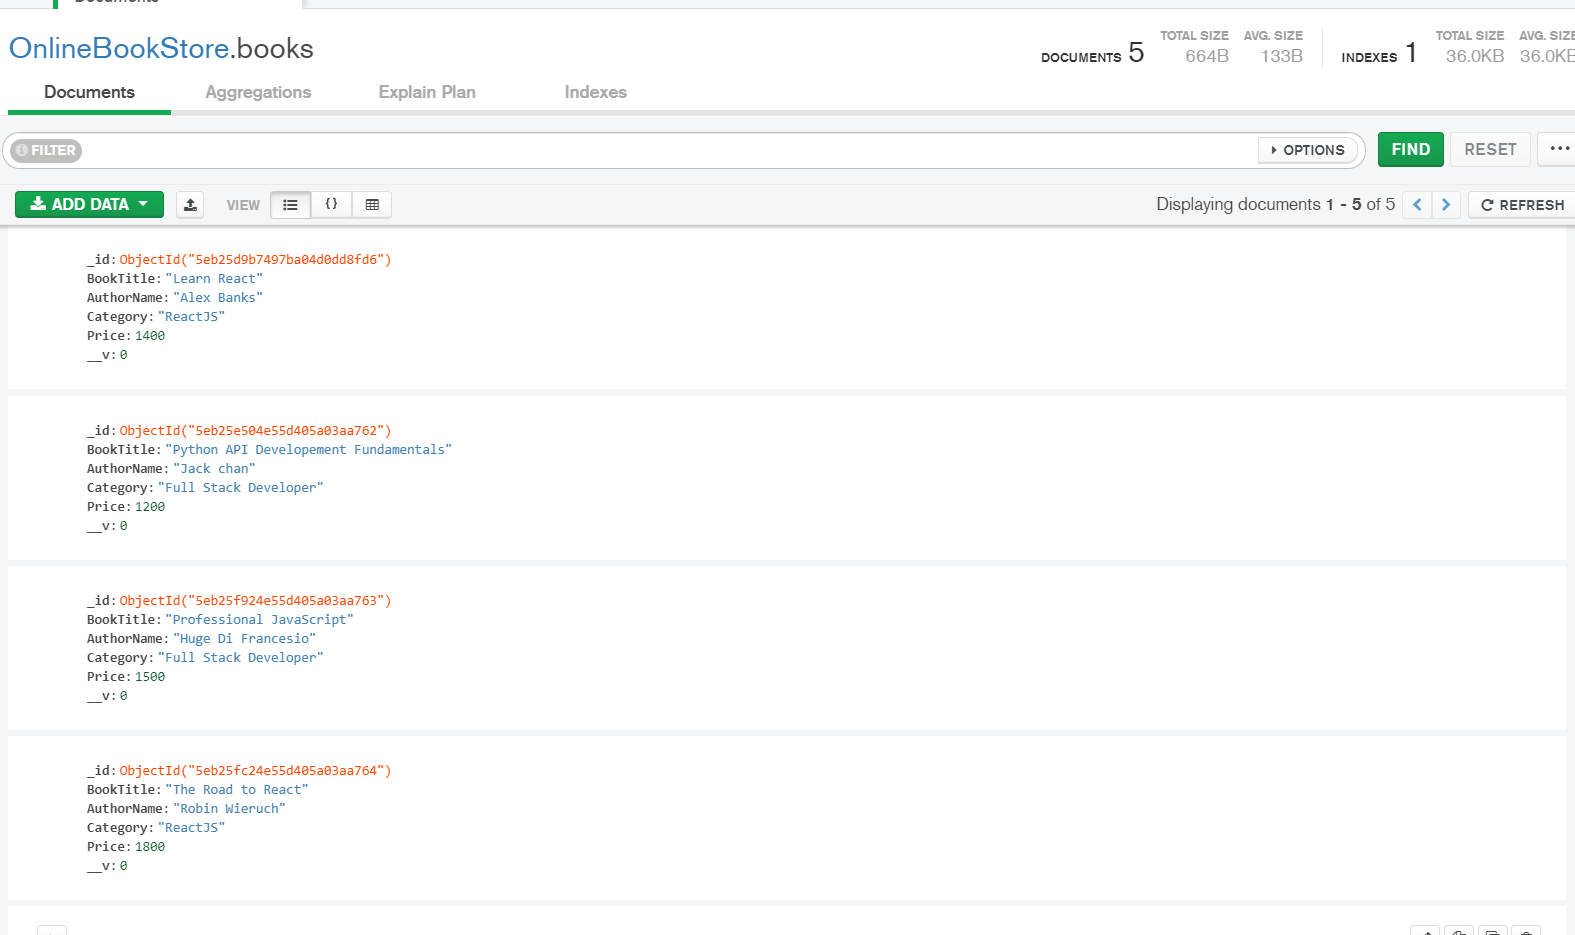 Documents
OnlineBookStore.books
DOCUMENTS 5 TOTAL SIZE 664B AVG. SIZE 133B INDEXES 1 TOTAL SIZE 36.0KB AVG. SIZE 36.0KB
Documents Aggregations Explain Plan Indexes
FILTER OPTIONS FIND RESET ...
ADD DATA VIEW {} Displaying documents 1 - 5 of 5 < > REFRESH
_id: ObjectId("5eb25d9b7497ba04d0dd8fd6")
BookTitle: "Learn React"
AuthorName: "Alex Banks"
Category: "ReactJS"
Price: 1400
__v: 0
_id: ObjectId("5eb25e504e55d405a03aa762")
BookTitle: "Python API Developement Fundamentals"
AuthorName: "Jack chan"
Category: "Full Stack Developer"
Price: 1200
__v: 0
_id: ObjectId("5eb25f924e55d405a03aa763")
BookTitle: "Professional JavaScript"
AuthorName: "Huge Di Francesio"
Category: "Full Stack Developer"
Price: 1500
__v: 0
_id: ObjectId("5eb25fc24e55d405a03aa764")
BookTitle: "The Road to React"
AuthorName: "Robin Wieruch"
Category: "ReactJS"
Price: 1800
__v: 0